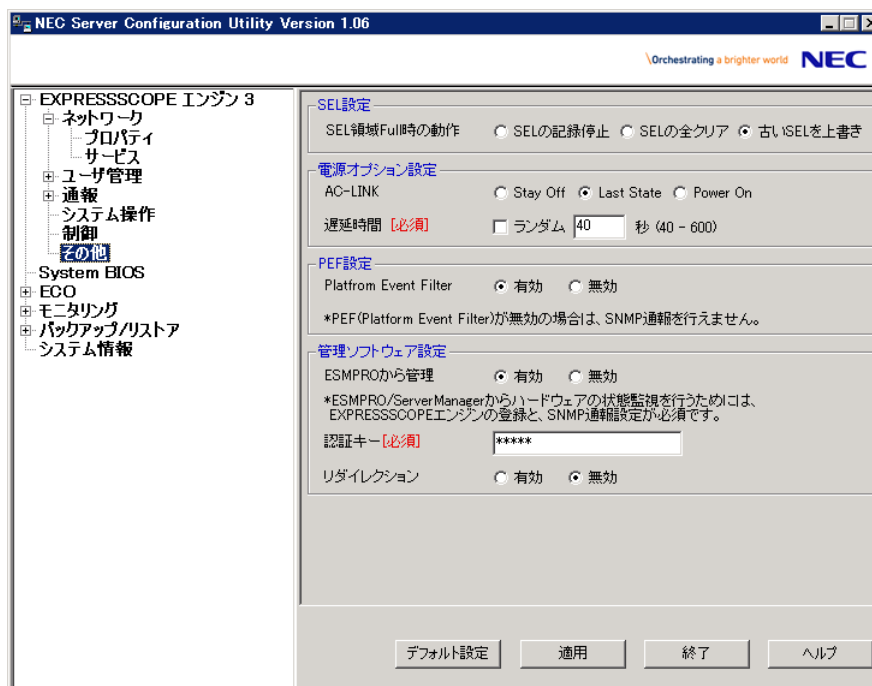 NEC Server Configuration Utility Version 1.06
\Orchestrating a brighter world NEC
EXPRESSSCOPE エンジン 3
ネットワーク
プロパティ
サービス
ユーザ管理
通報
システム操作
制御
その他
System BIOS
ECO
モニタリング
バックアップ/リストア
システム情報
SEL設定
SEL領域Full時の動作 SELの記録停止 SELの全クリア 古いSELを上書き
電源オプション設定
AC-LINK Stay Off Last State Power On
遅延時間 [必須] ランダム 40 秒 (40 - 600)
PEF設定
Platfrom Event Filter 有効 無効
*PEF(Platform Event Filter)が無効の場合は、SNMP通報を行えません。
管理ソフトウェア設定
ESMPROから管理 有効 無効
*ESMPRO/ServerManagerからハードウェアの状態監視を行うためには、
EXPRESSSCOPEエンジンの登録と、SNMP通報設定が必須です。
認証キー[必須] *****
リダイレクション 有効 無効
デフォルト設定 適用 終了 ヘルプ